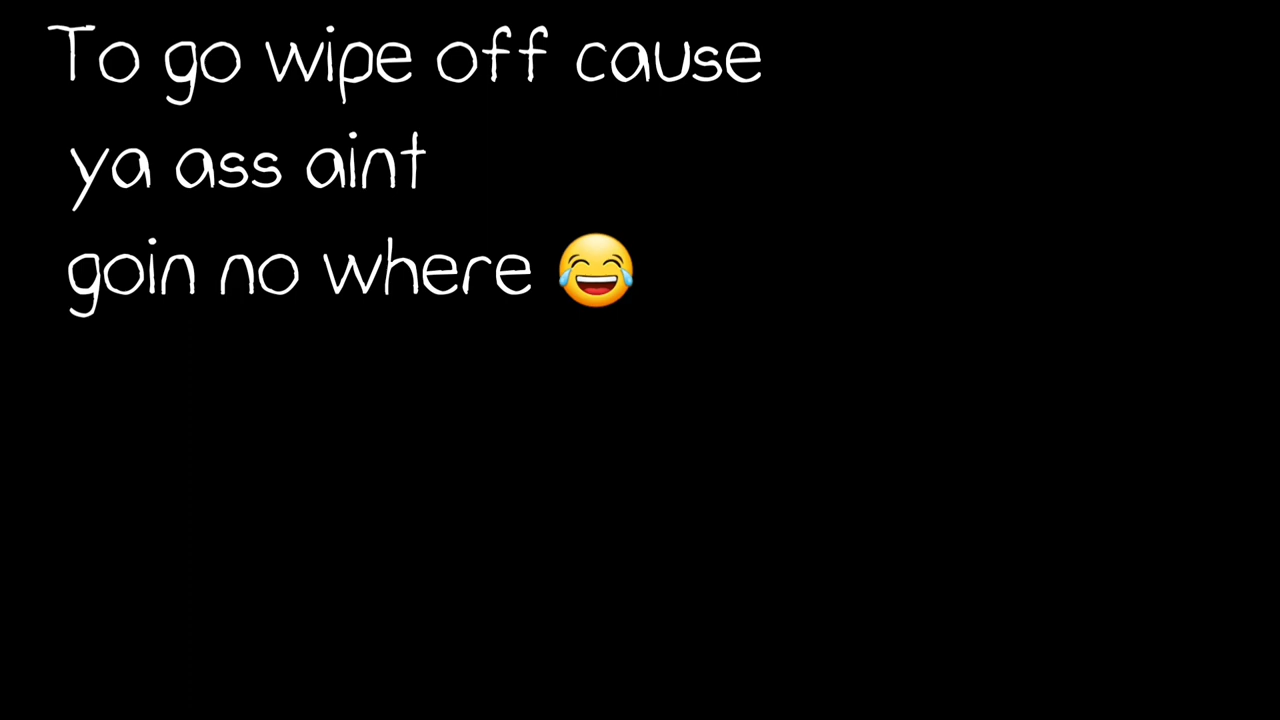 To go wipe off cause
ya ass aint
goin no where 😂